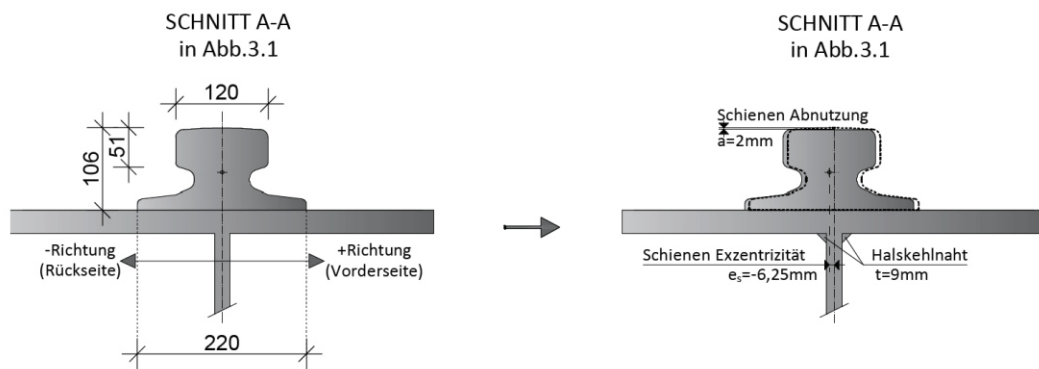 SCHNITT A-A
in Abb.3.1
120
51
106
-Richtung
(Rückseite)
+Richtung
(Vorderseite)
220
SCHNITT A-A
in Abb.3.1
Schienen Abnutzung
a=2mm
Schienen Exzentrizität
eₛ=-6,25mm
Halskehlnaht
t=9mm